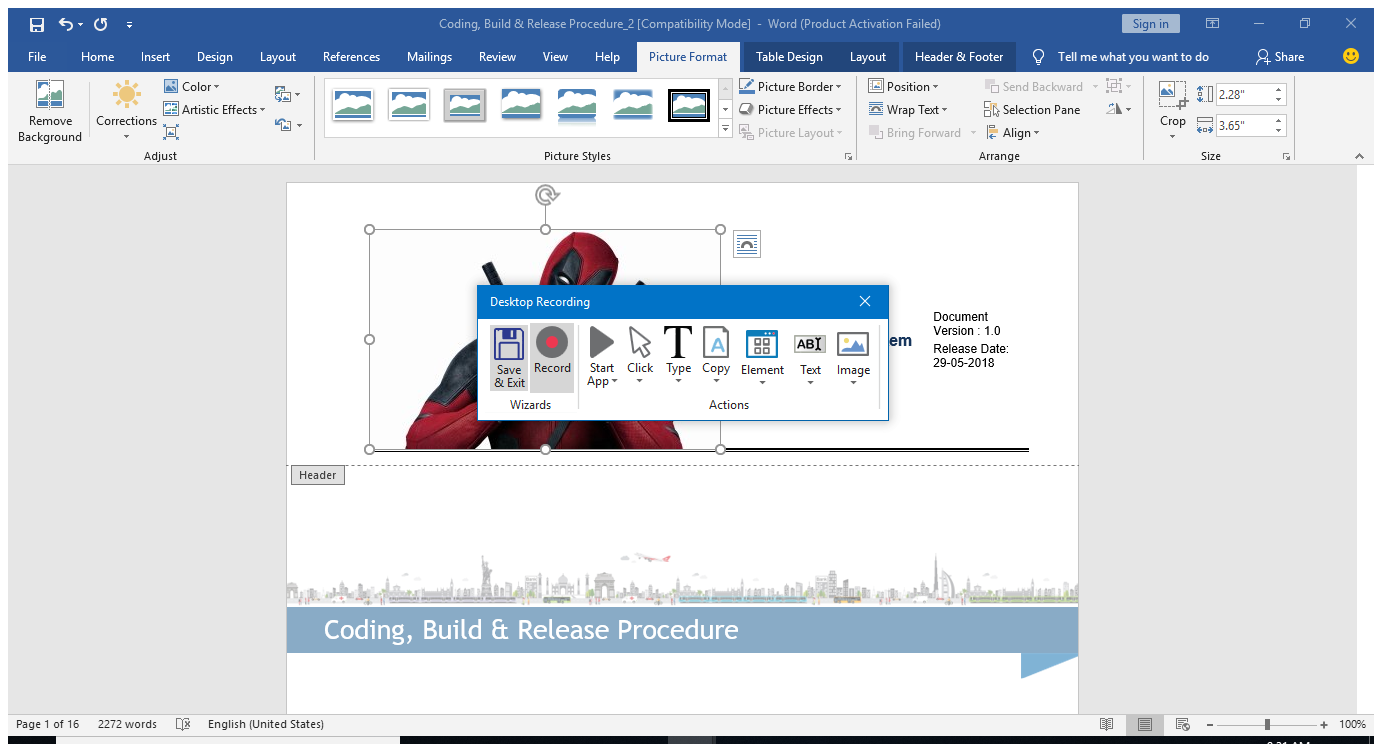 Coding, Build & Release Procedure_2 [Compatibility Mode] - Word (Product Activation Failed)
Sign in
File Home Insert Design Layout References Mailings Review View Help Picture Format Table Design Layout Header & Footer Tell me what you want to do Share
Remove Background
Corrections
Color
Artistic Effects
Adjust
Picture Styles
Picture Border
Picture Effects
Picture Layout
Position
Wrap Text
Bring Forward
Send Backward
Selection Pane
Align
Arrange
Crop
2.28"
3.65"
Size
Desktop Recording
Save & Exit
Record
Wizards
Start App
Click
Type
Copy
Element
Text
Image
Actions
T
A
ABI
em
Document
Version : 1.0
Release Date:
29-05-2018
Header
Coding, Build & Release Procedure
Page 1 of 16 2272 words English (United States) 100%